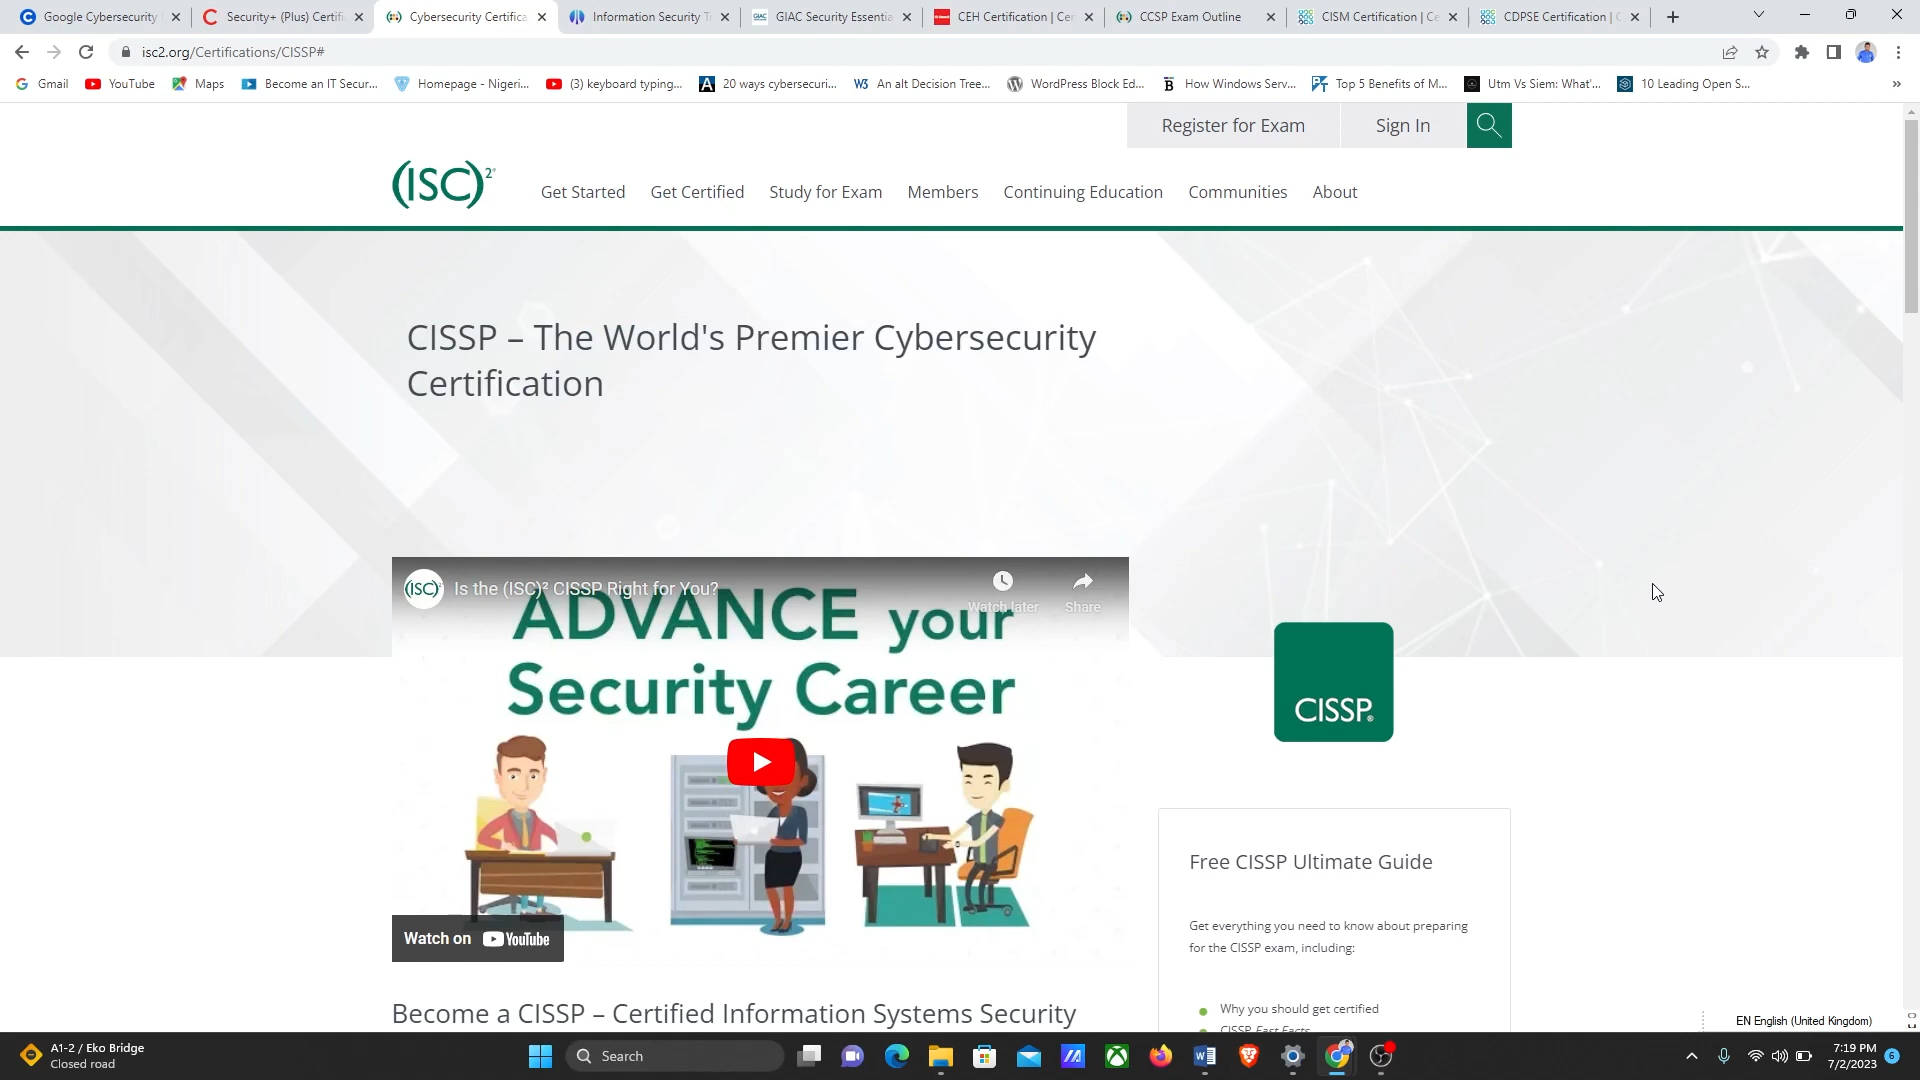 Google Cybersecurity
Security+ (Plus) Certifi
Cybersecurity Certifica
Information Security T
GIAC Security Essentia
CEH Certification | Cer
CCSP Exam Outline
CISM Certification | Ce
CDPSE Certification | C
isc2.org/Certifications/CISSP#
Gmail
YouTube
Maps
Become an IT Secur...
Homepage - Nigeri...
(3) keyboard typing...
20 ways cybersecuri...
An alt Decision Tree...
WordPress Block Ed...
How Windows Serv...
Top 5 Benefits of M...
Utm Vs Siem: What'...
10 Leading Open S...
»
Register for Exam
Sign In
(ISC)²®
Get Started
Get Certified
Study for Exam
Members
Continuing Education
Communities
About
CISSP – The World's Premier Cybersecurity
Certification
(ISC)²
Is the (ISC)² CISSP Right for You?
Watch later
Share
ADVANCE your
Security Career
Watch on YouTube
CISSP®
Free CISSP Ultimate Guide
Get everything you need to know about preparing
for the CISSP exam, including:
Why you should get certified
CISSP Fast Facts
Become a CISSP – Certified Information Systems Security
EN English (United Kingdom)
A1-2 / Eko Bridge
Closed road
Search
7:19 PM
7/2/2023
6